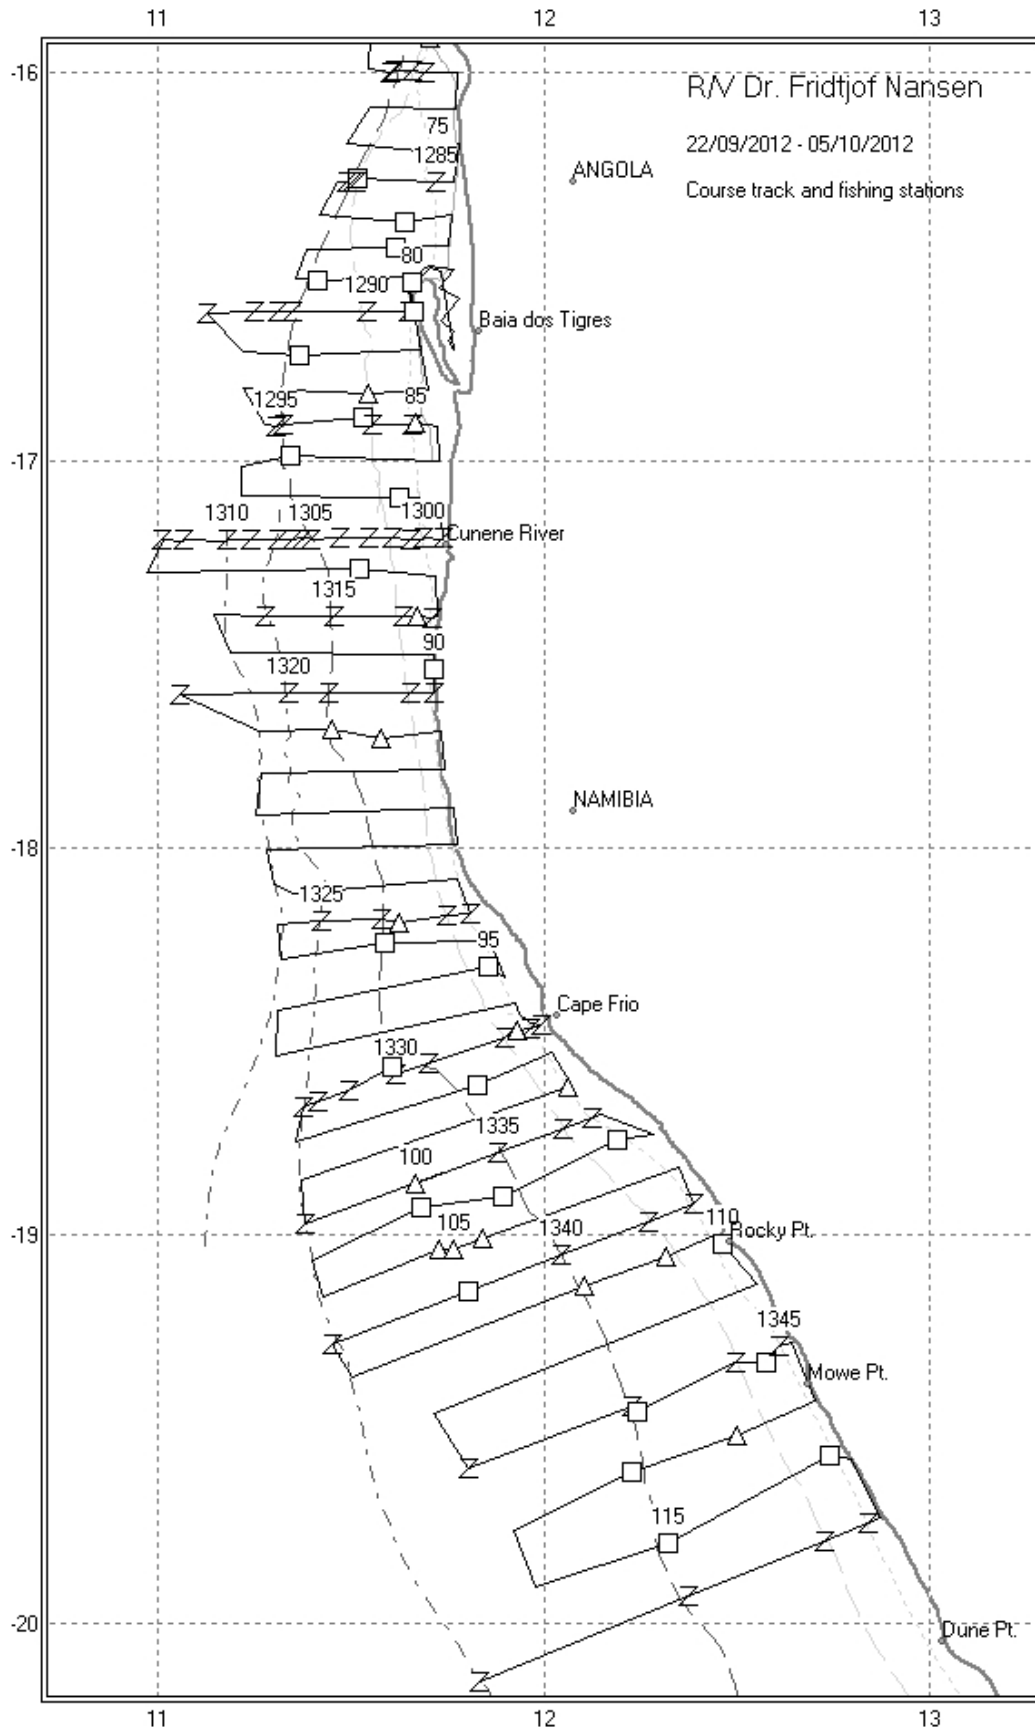 11 12 13
-16
R/V Dr. Fridtjof Nansen
75
22/09/2012 - 05/10/2012
1285
ANGOLA
Course track and fishing stations
80
1290
Baia dos Tigres
1295
85
-17
1310 1305 1300
Cunene River
1315
90
1320
NAMIBIA
-18
1325
95
Cape Frio
1330
1335
100
110
105 1340
-19
Rocky Pt.
1345
Mowe Pt.
115
-20
Dune Pt.
11 12 13